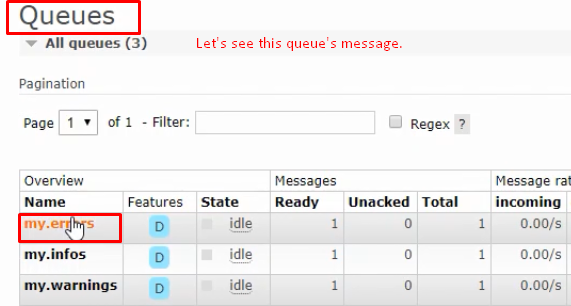 Queues
All queues (3) Let's see this queue's message.
Pagination
Page 1 of 1 - Filter: Regex ?
Overview Messages Message rat
Name Features State Ready Unacked Total incoming
my.errors D idle 1 0 1 0.00/s
my.infos D idle 1 0 1 0.00/s
my.warnings D idle 1 0 1 0.00/s